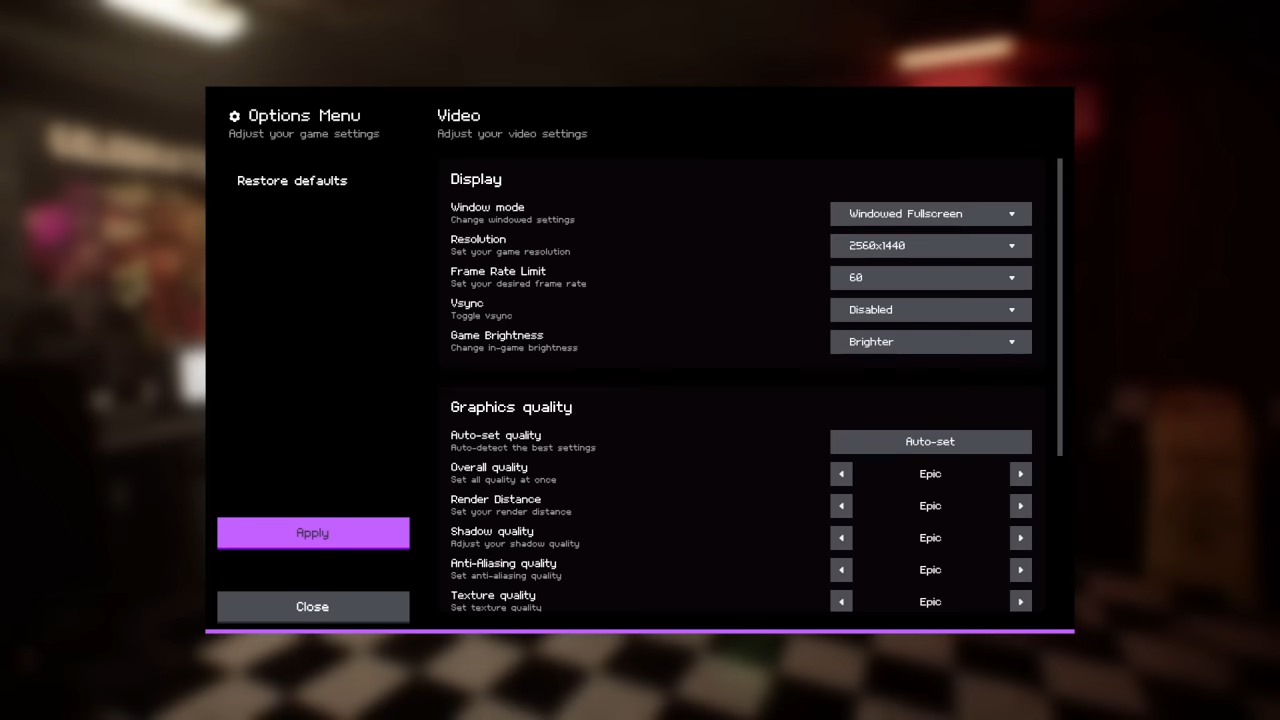 Options Menu
Adjust your game settings
Restore defaults
Apply
Close
Video
Adjust your video settings
Display
Window mode
Change windowed settings
Windowed Fullscreen
Resolution
Set your game resolution
2560x1440
Frame Rate Limit
Set your desired frame rate
60
Vsync
Toggle vsync
Disabled
Game Brightness
Change in-game brightness
Brighter
Graphics quality
Auto-set quality
Auto-detect the best settings
Auto-set
Overall quality
Set all quality at once
Epic
Render Distance
Set your render distance
Epic
Shadow quality
Adjust your shadow quality
Epic
Anti-Aliasing quality
Set anti-aliasing quality
Epic
Texture quality
Set texture quality
Epic